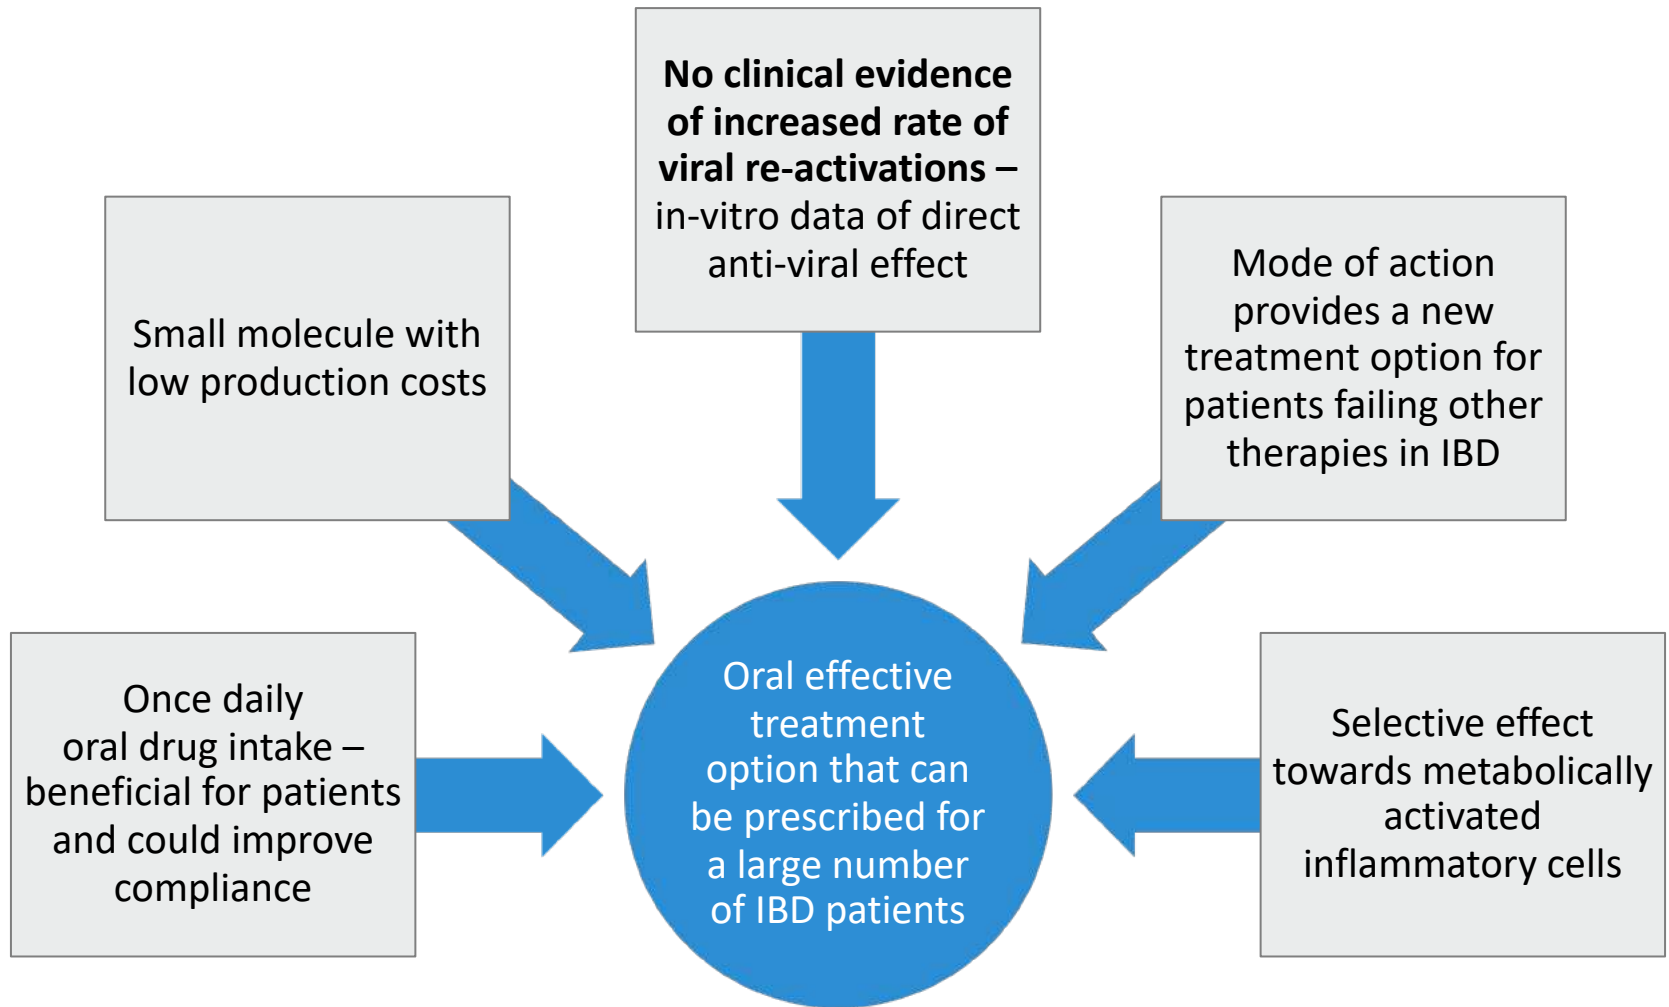 No clinical evidence
of increased rate of
viral re-activations –
in-vitro data of direct
anti-viral effect
Small molecule with
low production costs
Mode of action
provides a new
treatment option for
patients failing other
therapies in IBD
Once daily
oral drug intake –
beneficial for patients
and could improve
compliance
Oral effective
treatment
option that can
be prescribed for
a large number
of IBD patients
Selective effect
towards metabolically
activated
inflammatory cells